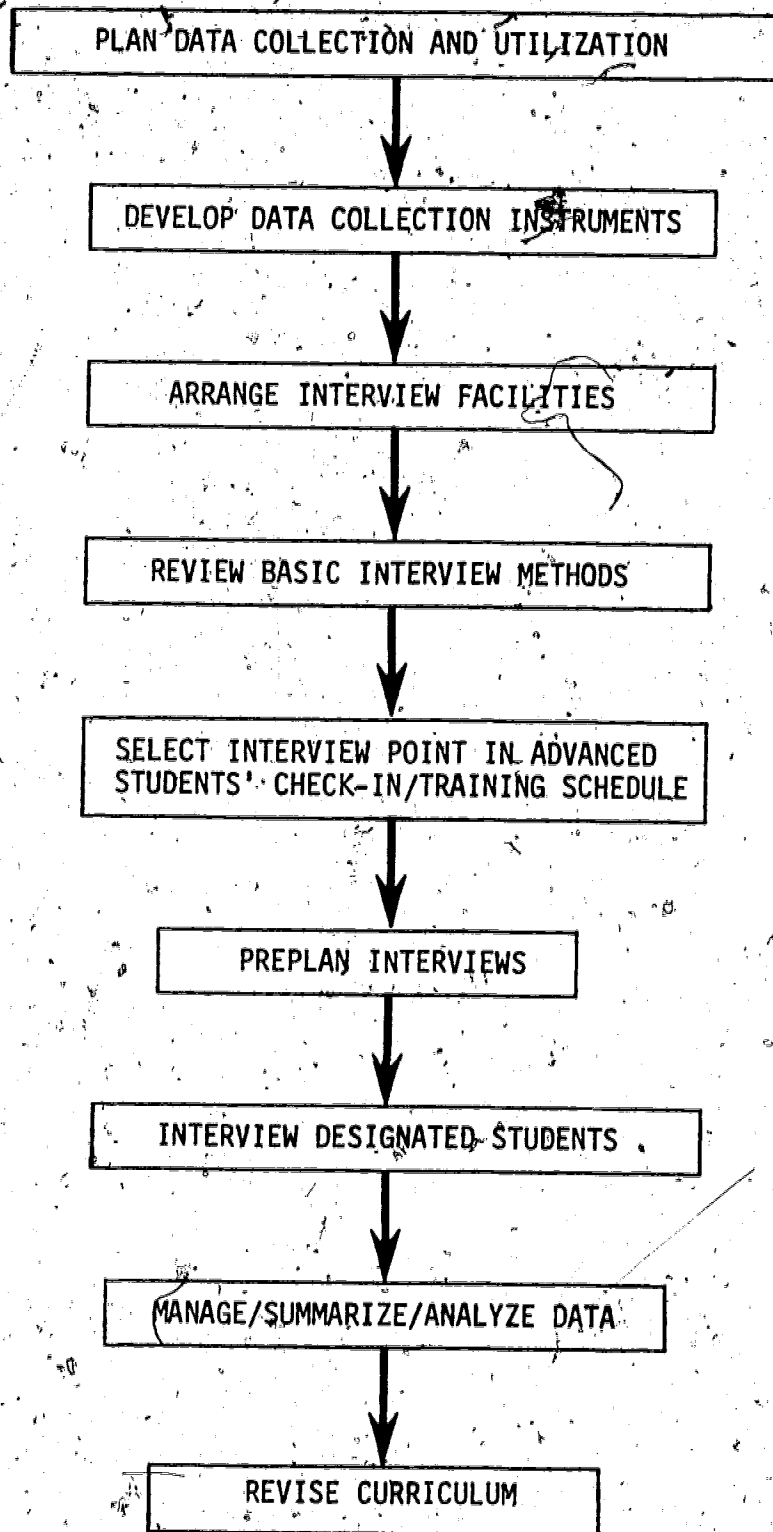 PLAN DATA COLLECTION AND UTILIZATION
DEVELOP DATA COLLECTION INSTRUMENTS
ARRANGE INTERVIEW FACILITIES
REVIEW BASIC INTERVIEW METHODS
SELECT INTERVIEW POINT IN ADVANCED
STUDENTS' CHECK-IN/TRAINING SCHEDULE
PREPLAN INTERVIEWS
INTERVIEW DESIGNATED STUDENTS
MANAGE/SUMMARIZE/ANALYZE DATA
REVISE CURRICULUM